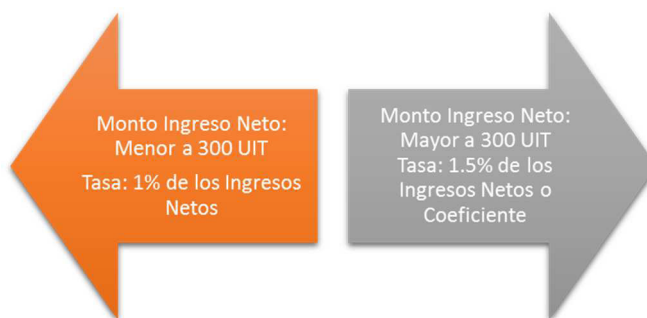 Monto Ingreso Neto:
Menor a 300 UIT
Tasa: 1% de los Ingresos
Netos
Monto Ingreso Neto:
Mayor a 300 UIT
Tasa: 1.5% de los
Ingresos Netos o
Coeficiente